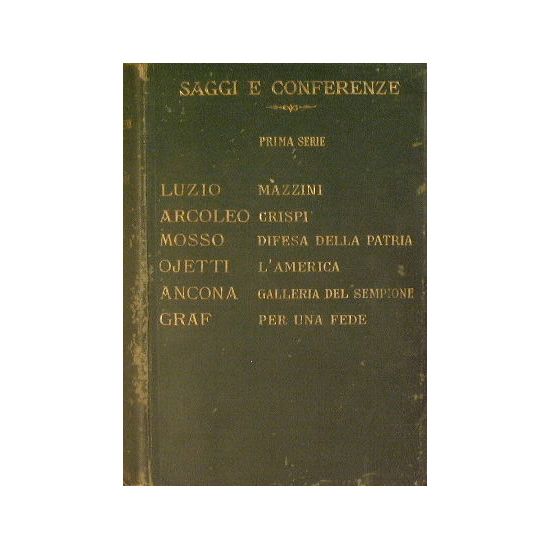 SAGGI E CONFERENZE
PRIMA SERIE
LUZIO MAZZINI
ARCOLEO CRISPI
MOSSO DIFESA DELLA PATRIA
OJETTI L'AMERICA
ANCONA GALLERIA DEL SEMPIONE
GRAF PER UNA FEDE